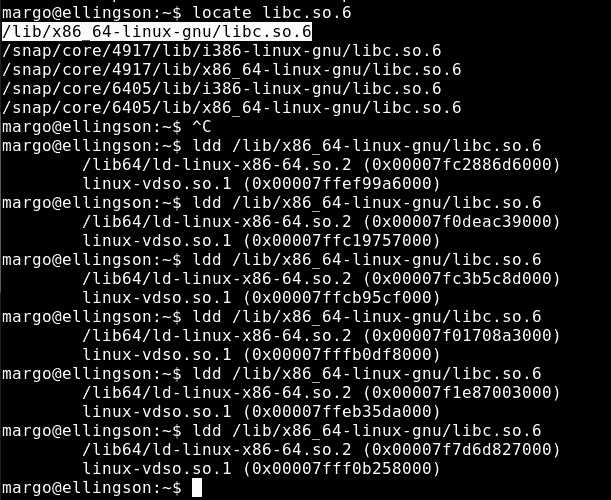 margo@ellingson:~$ locate libc.so.6
/lib/x86_64-linux-gnu/libc.so.6
/snap/core/4917/lib/i386-linux-gnu/libc.so.6
/snap/core/4917/lib/x86_64-linux-gnu/libc.so.6
/snap/core/6405/lib/i386-linux-gnu/libc.so.6
/snap/core/6405/lib/x86_64-linux-gnu/libc.so.6
margo@ellingson:~$ ^C
margo@ellingson:~$ ldd /lib/x86_64-linux-gnu/libc.so.6
/lib64/ld-linux-x86-64.so.2 (0x00007fc2886d6000)
linux-vdso.so.1 (0x00007ffef99a6000)
margo@ellingson:~$ ldd /lib/x86_64-linux-gnu/libc.so.6
/lib64/ld-linux-x86-64.so.2 (0x00007f0deac39000)
linux-vdso.so.1 (0x00007ffc19757000)
margo@ellingson:~$ ldd /lib/x86_64-linux-gnu/libc.so.6
/lib64/ld-linux-x86-64.so.2 (0x00007fc3b5c8d000)
linux-vdso.so.1 (0x00007ffcb95cf000)
margo@ellingson:~$ ldd /lib/x86_64-linux-gnu/libc.so.6
/lib64/ld-linux-x86-64.so.2 (0x00007f01708a3000)
linux-vdso.so.1 (0x00007fffb0df8000)
margo@ellingson:~$ ldd /lib/x86_64-linux-gnu/libc.so.6
/lib64/ld-linux-x86-64.so.2 (0x00007f1e87003000)
linux-vdso.so.1 (0x00007ffeb35da000)
margo@ellingson:~$ ldd /lib/x86_64-linux-gnu/libc.so.6
/lib64/ld-linux-x86-64.so.2 (0x00007f7d6d827000)
linux-vdso.so.1 (0x00007fff0b258000)
margo@ellingson:~$